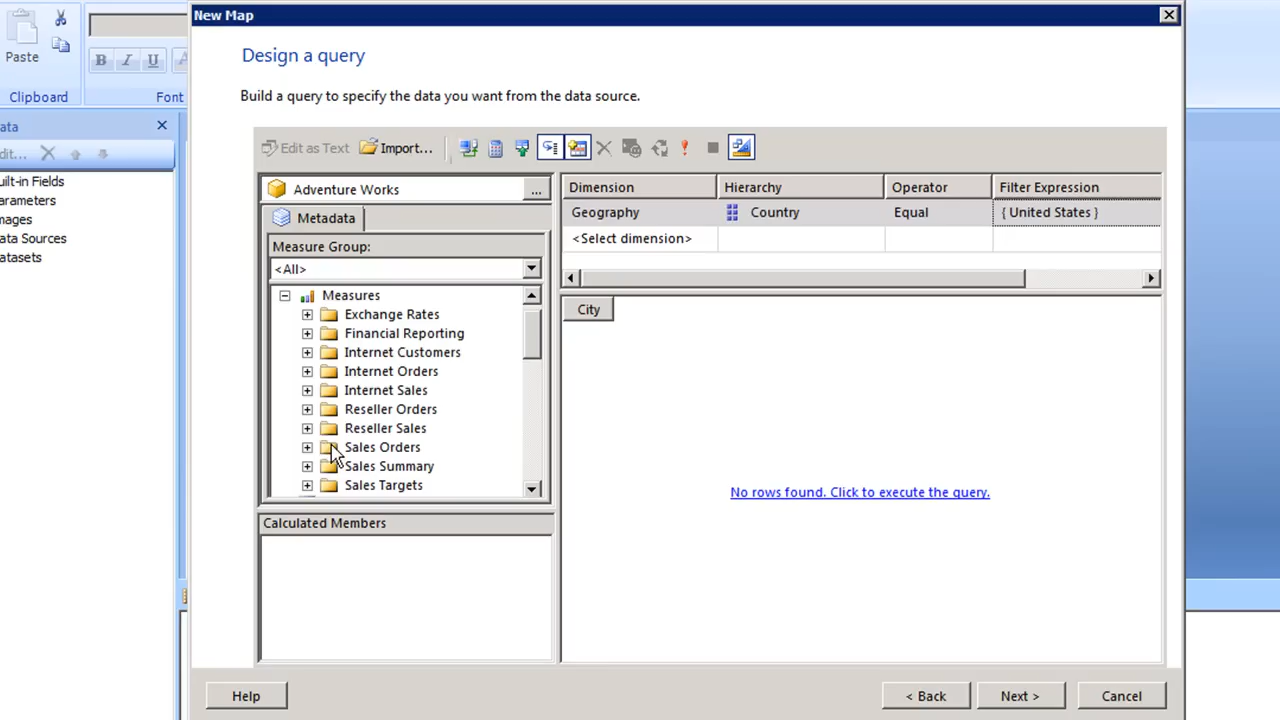 New Map
Design a query
Build a query to specify the data you want from the data source.
Paste
B I U A
Clipboard
Font
ata
dit...
uilt-in Fields
arameters
mages
ata Sources
atasets
Edit as Text
Import...
Adventure Works
...
Metadata
Measure Group:
<All>
Measures
Exchange Rates
Financial Reporting
Internet Customers
Internet Orders
Internet Sales
Reseller Orders
Reseller Sales
Sales Orders
Sales Summary
Sales Targets
Calculated Members
Dimension Hierarchy Operator Filter Expression
Geography Country Equal { United States }
<Select dimension>
City
No rows found. Click to execute the query.
Help
< Back
Next >
Cancel